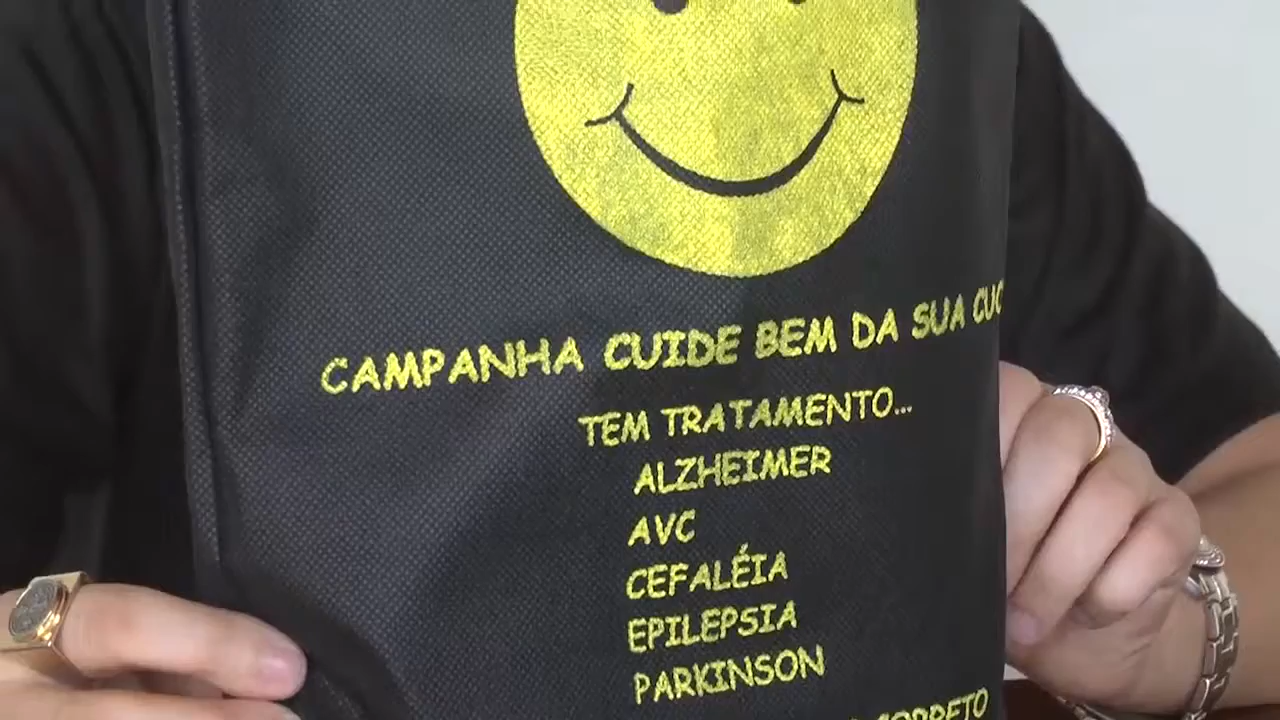 CAMPANHA CUIDE BEM DA SUA
TEM TRATAMENTO...
ALZHEIMER
AVC
CEFALÉIA
EPILEPSIA
PARKINSON